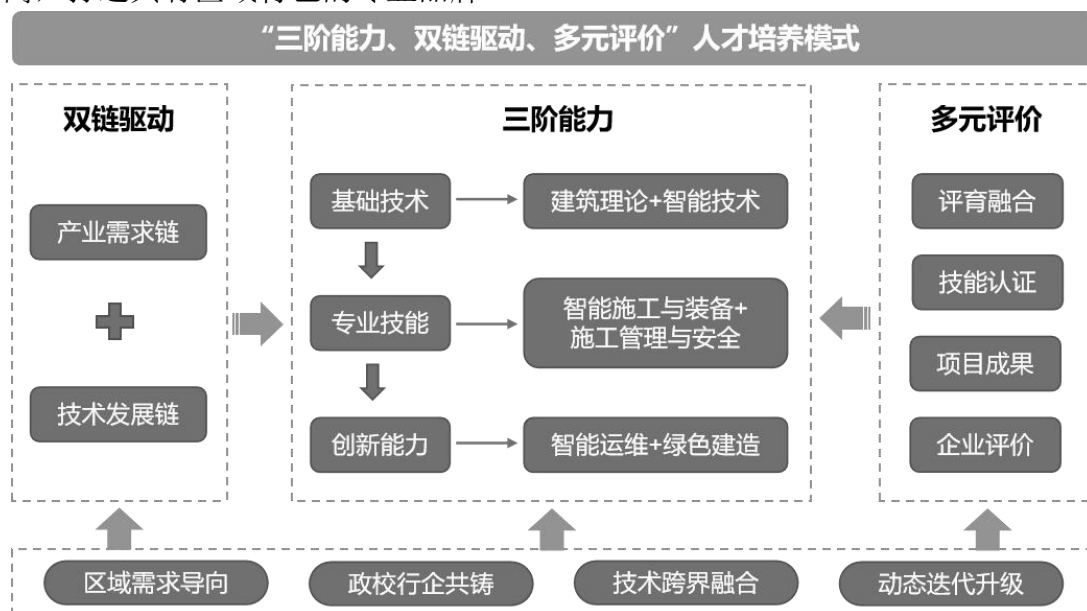 “三阶能力、双链驱动、多元评价”人才培养模式
双链驱动
产业需求链
技术发展链
三阶能力
基础技术
建筑理论+智能技术
专业技能
智能施工与装备+
施工管理与安全
创新能力
智能运维+绿色建造
多元评价
评育融合
技能认证
项目成果
企业评价
区域需求导向
政校行企共铸
技术跨界融合
动态迭代升级